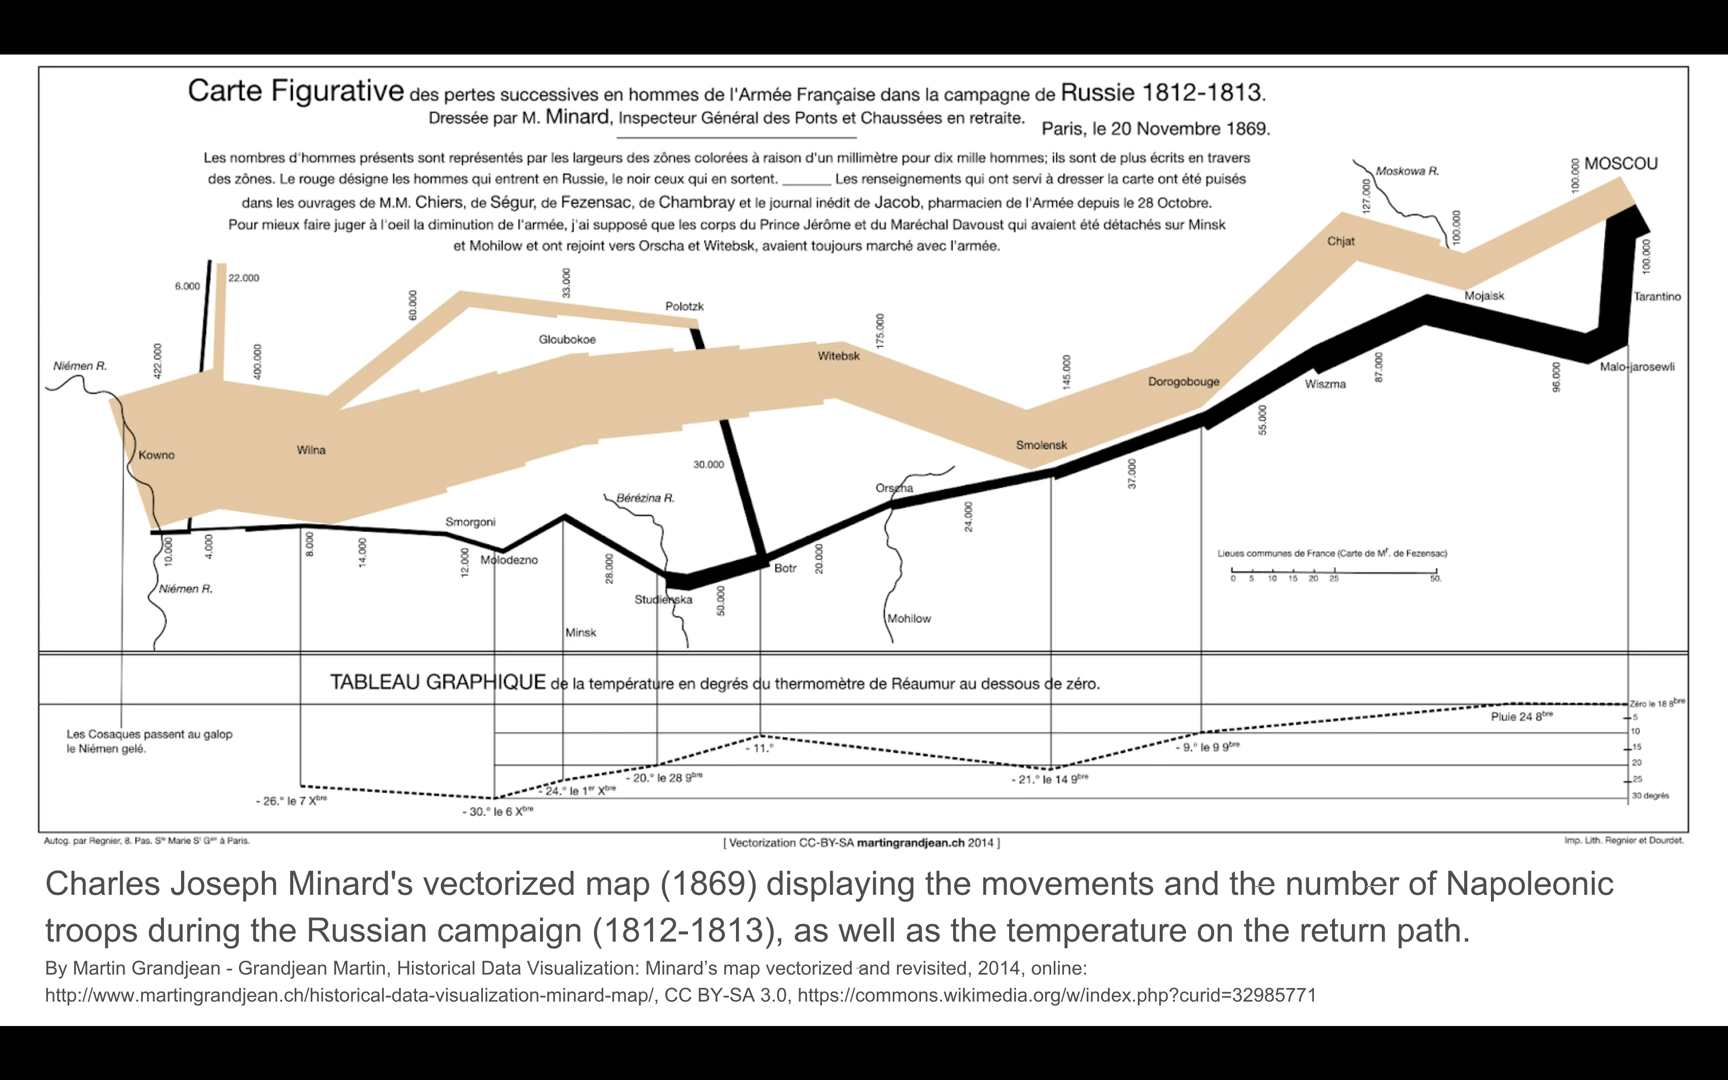 Carte Figurative des pertes successives en hommes de l'Armée Française dans la campagne de Russie 1812-1813.
Dressée par M. Minard, Inspecteur Général des Ponts et Chaussées en retraite.
Paris, le 20 Novembre 1869.
Les nombres d'hommes présents sont représentés par les largeurs des zônes colorées à raison d'un millimètre pour dix mille hommes; ils sont de plus écrits en travers
des zônes. Le rouge désigne les hommes qui entrent en Russie, le noir ceux qui en sortent. ______ Les renseignements qui ont servi à dresser la carte ont été puisés
dans les ouvrages de M.M. Chiers, de Ségur, de Fezensac, de Chambray et le journal inédit de Jacob, pharmacien de l'Armée depuis le 28 Octobre.
Pour mieux faire juger à l'oeil la diminution de l'armée, j'ai supposé que les corps du Prince Jérôme et du Maréchal Davoust qui avaient été détachés sur Minsk
et Mohilow et ont rejoint vers Orscha et Witebsk, avaient toujours marché avec l'armée.
Moskowa R.
MOSCOU
100.000
127.000
100.000
Chjat
Mojaisk
100.000
Tarantino
6.000
22.000
60.000
33.000
Polotzk
Gloubokoe
175.000
Witebsk
Niémen R.
422.000
400.000
145.000
Dorogobouge
Wiszma
87.000
96.000
Malo-jarosewli
55.000
Kowno
Wilna
Smolensk
30.000
37.000
Orscha
Bérézina R.
24.000
Smorgoni
10.000
4.000
8.000
14.000
12.000
Molodezno
28.000
Botr
20.000
Studienska
50.000
Niémen R.
Minsk
Mohilow
Lieues communes de France (Carte de Mr. de Fezensac)
0 5 10 15 20 25 50.
TABLEAU GRAPHIQUE de la température en degrés du thermomètre de Réaumur au dessous de zéro.
Les Cosaques passent au galop
le Niémen gelé.
Zéro le 18 8bre
5
10
15
20
25
30 degrés
Pluie 24 8bre
- 9.° le 9 9bre
- 21.° le 14 9bre
- 11.°
- 20.° le 28 9bre
- 24.° le 1er Xbre
- 30.° le 6 Xbre
- 26.° le 7 Xbre
Autog. par Regnier, 8. Pas. Ste Marie St Gain à Paris.
[ Vectorization CC-BY-SA martingrandjean.ch 2014 ]
Imp. Lith. Regnier et Dourdet.
Charles Joseph Minard's vectorized map (1869) displaying the movements and the number of Napoleonic
troops during the Russian campaign (1812-1813), as well as the temperature on the return path.
By Martin Grandjean - Grandjean Martin, Historical Data Visualization: Minard's map vectorized and revisited, 2014, online:
http://www.martingrandjean.ch/historical-data-visualization-minard-map/, CC BY-SA 3.0, https://commons.wikimedia.org/w/index.php?curid=32985771